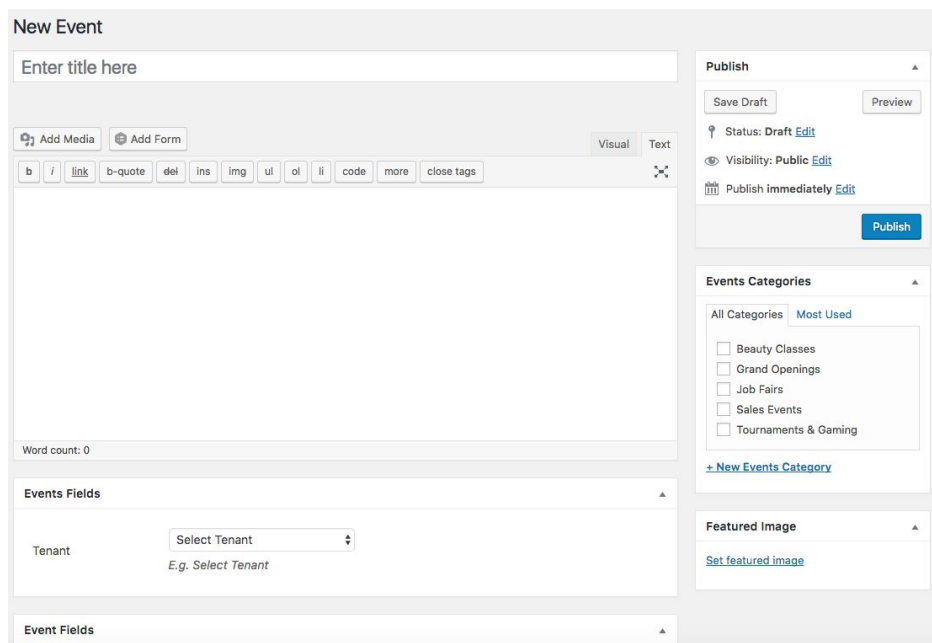 New Event
Enter title here
Add Media Add Form
Visual Text
b i link b-quote del ins img ul ol li code more close tags
Word count: 0
Events Fields
Tenant
Select Tenant
E.g. Select Tenant
Event Fields
Publish
Save Draft Preview
Status: Draft Edit
Visibility: Public Edit
Publish immediately Edit
Publish
Events Categories
All Categories Most Used
Beauty Classes
Grand Openings
Job Fairs
Sales Events
Tournaments & Gaming
+ New Events Category
Featured Image
Set featured image